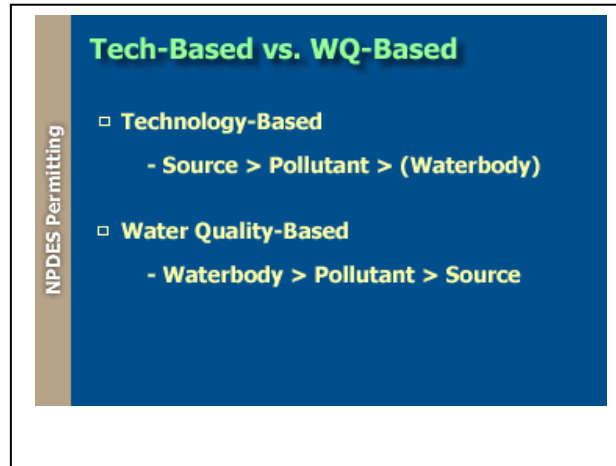 Tech-Based vs. WQ-Based
NPDES Permitting
Technology-Based
- Source > Pollutant > (Waterbody)
Water Quality-Based
- Waterbody > Pollutant > Source